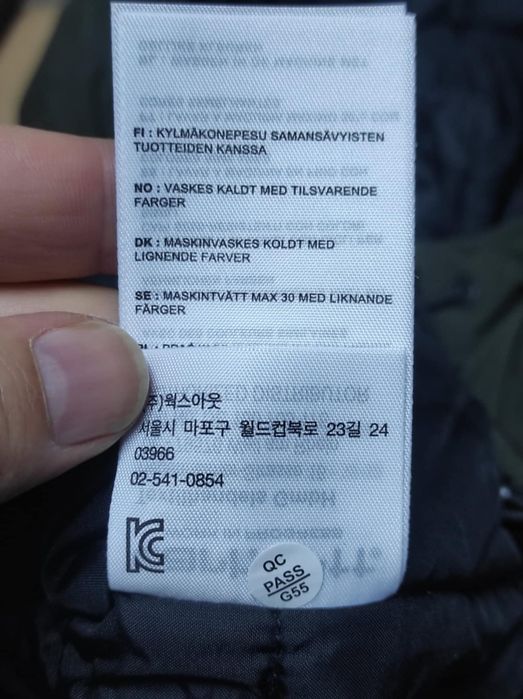 FI : KYLMÄKONEPESU SAMANSÄVYISTEN
TUOTTEIDEN KANSSA
NO : VASKES KALDT MED TILSVARENDE
FARGER
DK : MASKINVASKES KOLDT MED
LIGNENDE FARVER
SE : MASKINTVÄTT MAX 30 MED LIKNANDE
FÄRGER
(주)웍스아웃
서울시 마포구 월드컵북로 23길 24
03966
02-541-0854
QC
PASS
G55